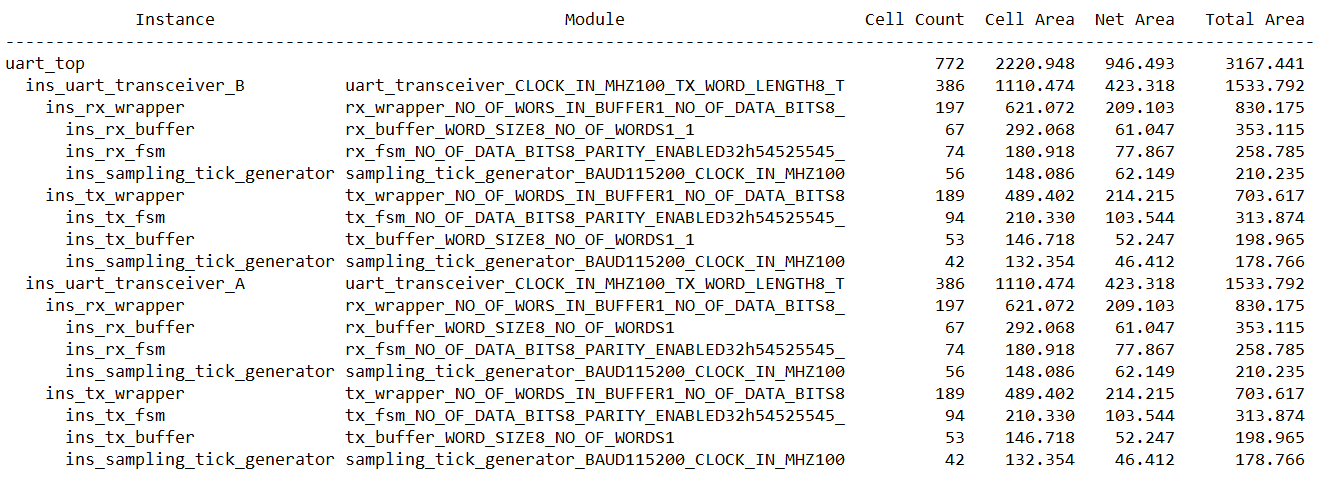 Instance Module Cell Count Cell Area Net Area Total Area
--------------------------------------------------------------------------------------------------------------------------------
uart_top 772 2220.948 946.493 3167.441
ins_uart_transceiver_B uart_transceiver_CLOCK_IN_MHZ100_TX_WORD_LENGTH8_T 386 1110.474 423.318 1533.792
ins_rx_wrapper rx_wrapper_NO_OF_WORS_IN_BUFFER1_NO_OF_DATA_BITS8_ 197 621.072 209.103 830.175
ins_rx_buffer rx_buffer_WORD_SIZE8_NO_OF_WORDS1_1 67 292.068 61.047 353.115
ins_rx_fsm rx_fsm_NO_OF_DATA_BITS8_PARITY_ENABLED32h54525545_ 74 180.918 77.867 258.785
ins_sampling_tick_generator sampling_tick_generator_BAUD115200_CLOCK_IN_MHZ100 56 148.086 62.149 210.235
ins_tx_wrapper tx_wrapper_NO_OF_WORDS_IN_BUFFER1_NO_OF_DATA_BITS8 189 489.402 214.215 703.617
ins_tx_fsm tx_fsm_NO_OF_DATA_BITS8_PARITY_ENABLED32h54525545_ 94 210.330 103.544 313.874
ins_tx_buffer tx_buffer_WORD_SIZE8_NO_OF_WORDS1_1 53 146.718 52.247 198.965
ins_sampling_tick_generator sampling_tick_generator_BAUD115200_CLOCK_IN_MHZ100 42 132.354 46.412 178.766
ins_uart_transceiver_A uart_transceiver_CLOCK_IN_MHZ100_TX_WORD_LENGTH8_T 386 1110.474 423.318 1533.792
ins_rx_wrapper rx_wrapper_NO_OF_WORS_IN_BUFFER1_NO_OF_DATA_BITS8_ 197 621.072 209.103 830.175
ins_rx_buffer rx_buffer_WORD_SIZE8_NO_OF_WORDS1 67 292.068 61.047 353.115
ins_rx_fsm rx_fsm_NO_OF_DATA_BITS8_PARITY_ENABLED32h54525545_ 74 180.918 77.867 258.785
ins_sampling_tick_generator sampling_tick_generator_BAUD115200_CLOCK_IN_MHZ100 56 148.086 62.149 210.235
ins_tx_wrapper tx_wrapper_NO_OF_WORDS_IN_BUFFER1_NO_OF_DATA_BITS8 189 489.402 214.215 703.617
ins_tx_fsm tx_fsm_NO_OF_DATA_BITS8_PARITY_ENABLED32h54525545_ 94 210.330 103.544 313.874
ins_tx_buffer tx_buffer_WORD_SIZE8_NO_OF_WORDS1 53 146.718 52.247 198.965
ins_sampling_tick_generator sampling_tick_generator_BAUD115200_CLOCK_IN_MHZ100 42 132.354 46.412 178.766